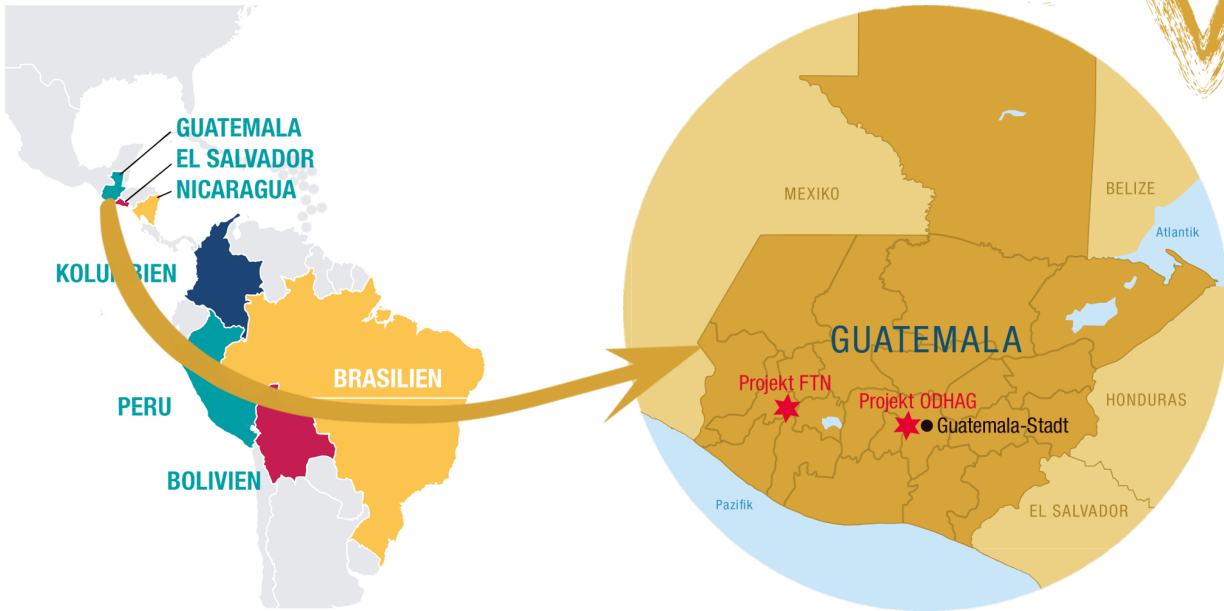 GUATEMALA
EL SALVADOR
NICARAGUA
KOLUMBIEN
PERU
BRASILIEN
BOLIVIEN
MEXIKO
BELIZE
Atlantik
GUATEMALA
Projekt FTN
Projekt ODHAG
Guatemala-Stadt
HONDURAS
Pazifik
EL SALVADOR